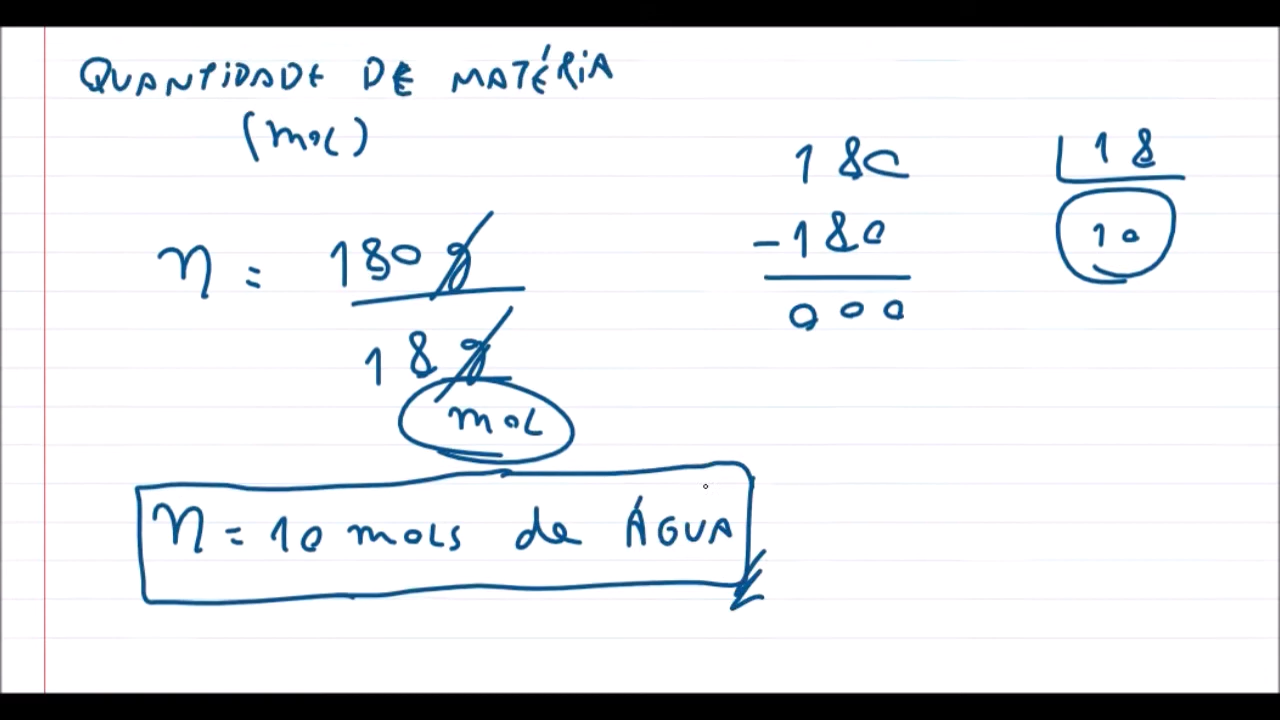 QUANTIDADE DE MATÉRIA
(mol)
n = 180 g
18 g
mol
n = 10 mols de ÁGUA
180 18
-180 10
000